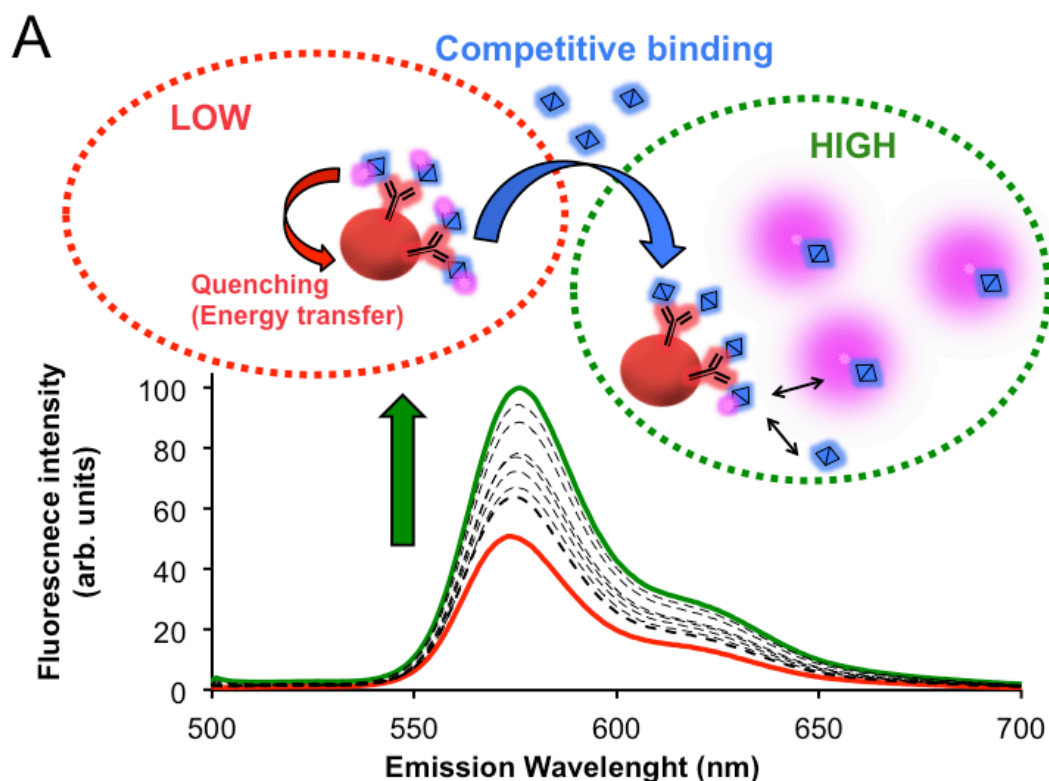 A
Competitive binding
LOW
HIGH
Quenching
(Energy transfer)
Fluorescnece intensity
(arb. units)
100
80
60
40
20
0
500
550
600
650
700
Emission Wavelenght (nm)